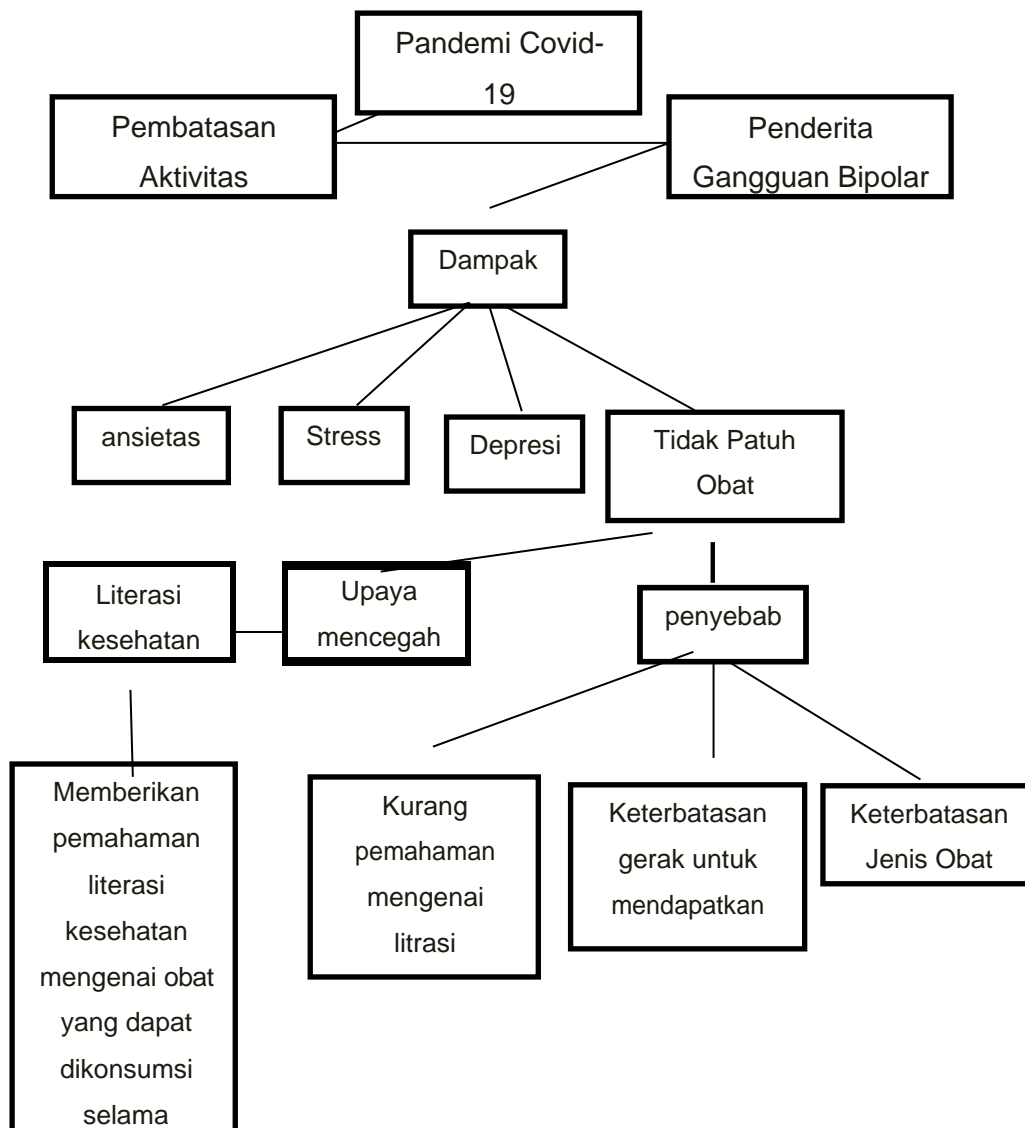 Pandemi Covid-
19
Pembatasan
Aktivitas
Penderita
Gangguan Bipolar
Dampak
ansietas
Stress
Depresi
Tidak Patuh
Obat
Literasi
kesehatan
Upaya
mencegah
penyebab
Memberikan
pemahaman
literasi
kesehatan
mengenai obat
yang dapat
dikonsumsi
selama
Kurang
pemahaman
mengenai
litrasi
Keterbatasan
gerak untuk
mendapatkan
Keterbatasan
Jenis Obat